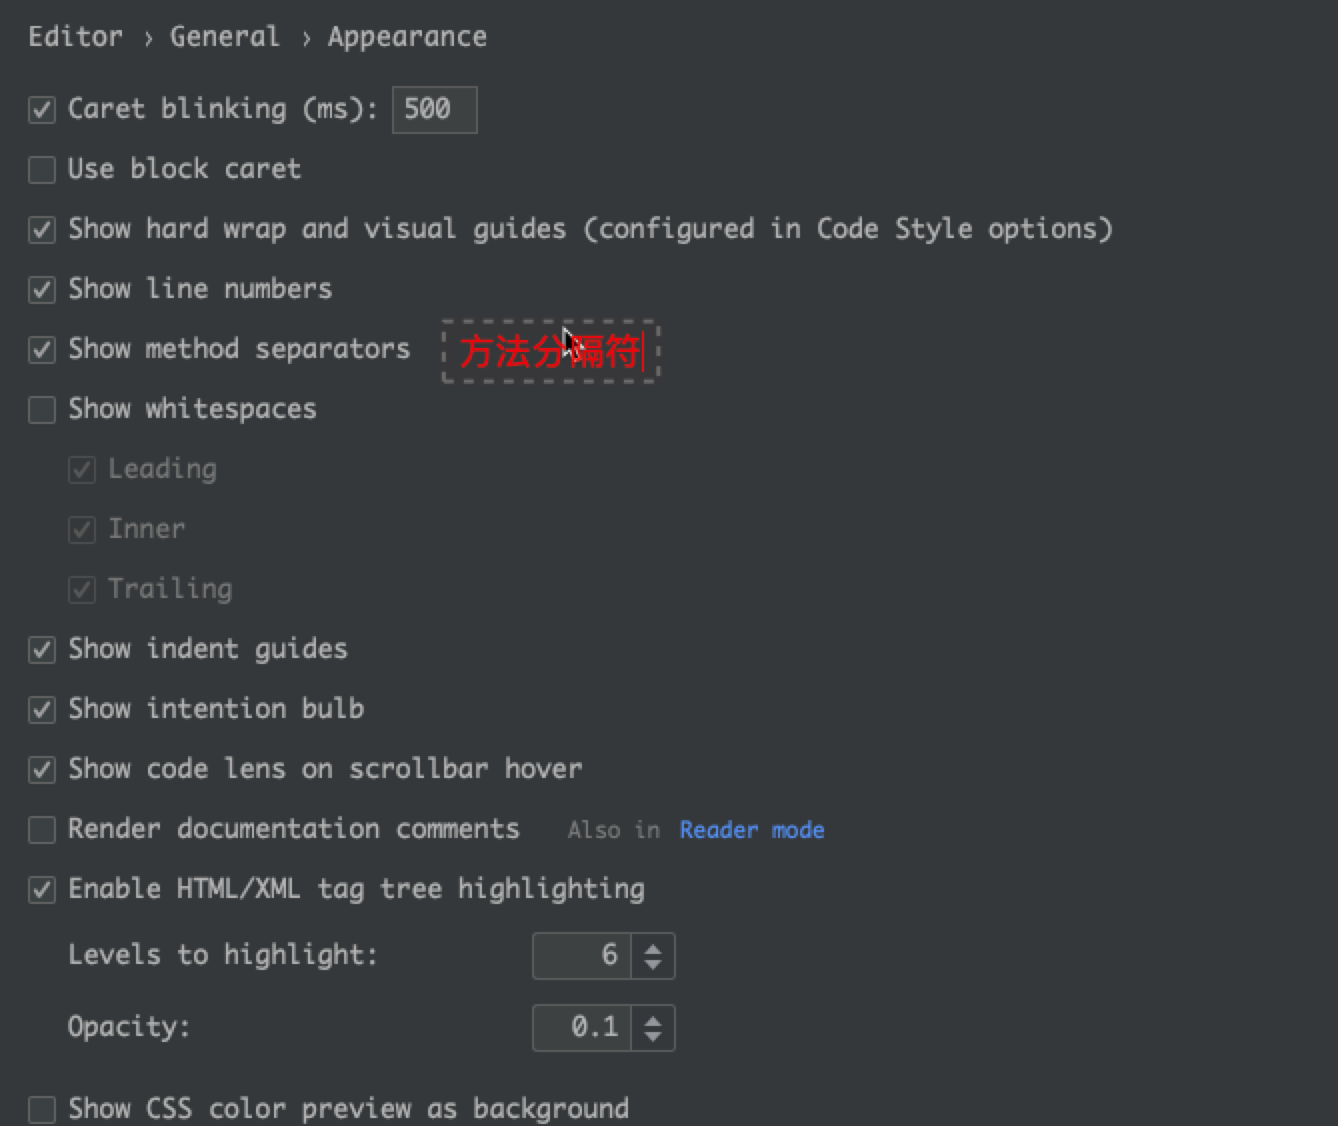 Editor › General › Appearance
Caret blinking (ms): 500
Use block caret
Show hard wrap and visual guides (configured in Code Style options)
Show line numbers
Show method separators 方法分隔符
Show whitespaces
Leading
Inner
Trailing
Show indent guides
Show intention bulb
Show code lens on scrollbar hover
Render documentation comments Also in Reader mode
Enable HTML/XML tag tree highlighting
Levels to highlight: 6
Opacity: 0.1
Show CSS color preview as background